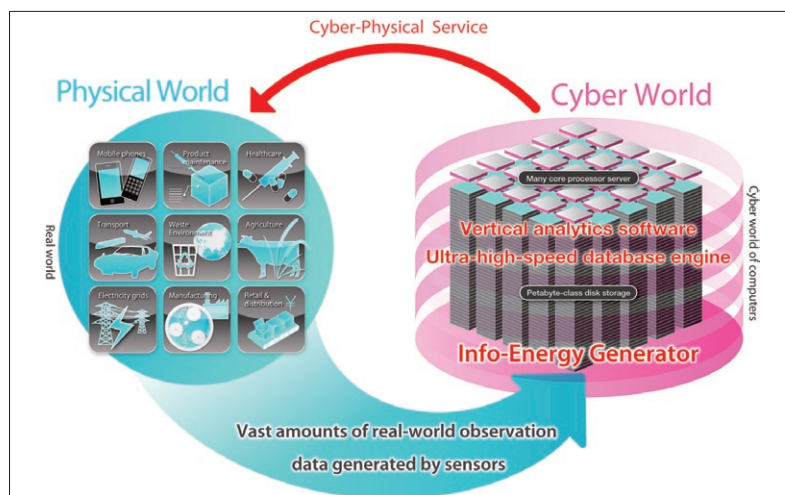 Cyber-Physical Service
Physical World
Cyber World
Mobile phones
Product
maintenance
Healthcare
Transport
Waste
Environment
Agriculture
Electricity grids
Manufacturing
Retail &
distribution
¥
Real world
Many core processor server
Vertical analytics software
Ultra-high-speed database engine
Petabyte-class disk storage
Info-Energy Generator
Cyber world of computers
Vast amounts of real-world observation
data generated by sensors